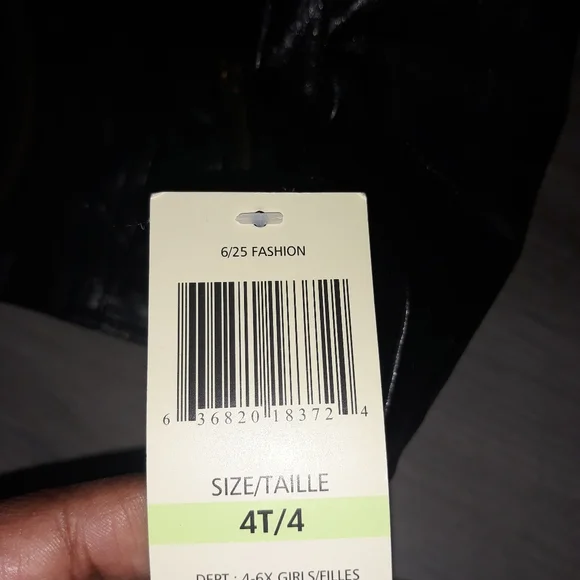 6/25 FASHION
6 36820 18372 4
SIZE/TAILLE
4T/4
DEPT : 4-6X GIRLS/FILLES